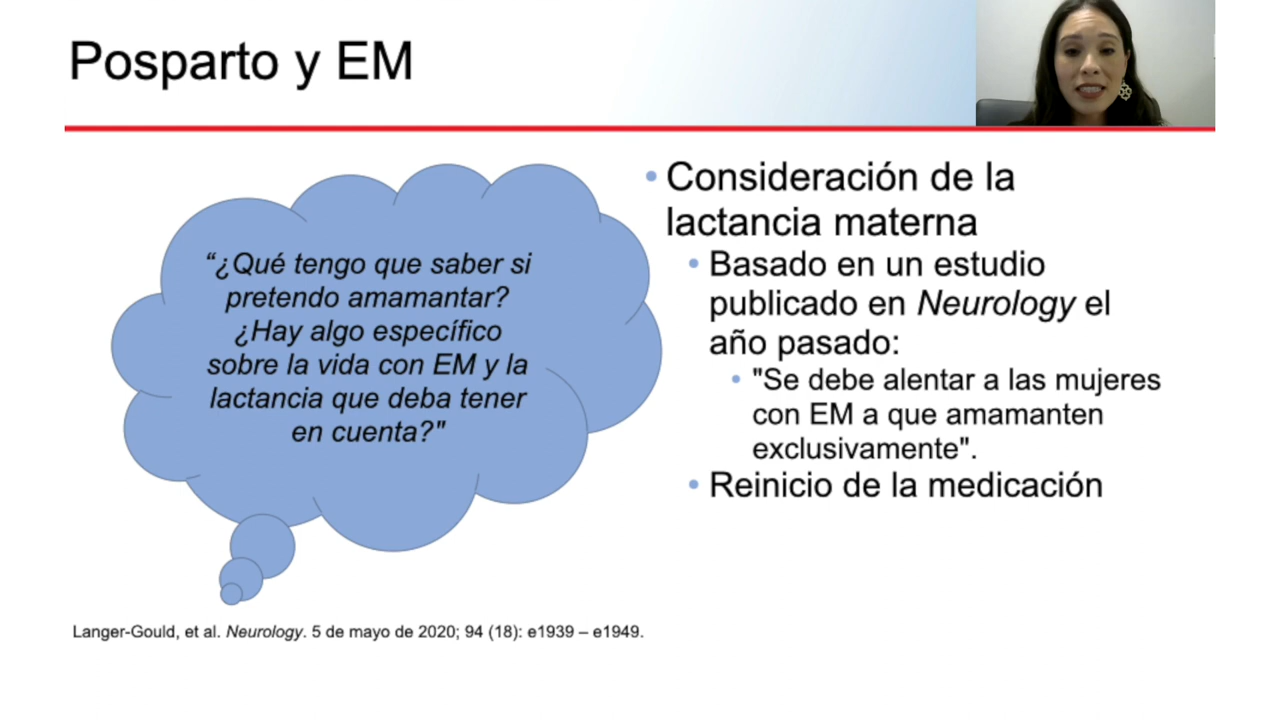 Posparto y EM
“¿Qué tengo que saber si
pretendo amamantar?
¿Hay algo específico
sobre la vida con EM y la
lactancia que deba tener
en cuenta?"
• Consideración de la
lactancia materna
• Basado en un estudio
publicado en Neurology el
año pasado:
• "Se debe alentar a las mujeres
con EM a que amamanten
exclusivamente".
• Reinicio de la medicación
Langer-Gould, et al. Neurology. 5 de mayo de 2020; 94 (18): e1939 – e1949.